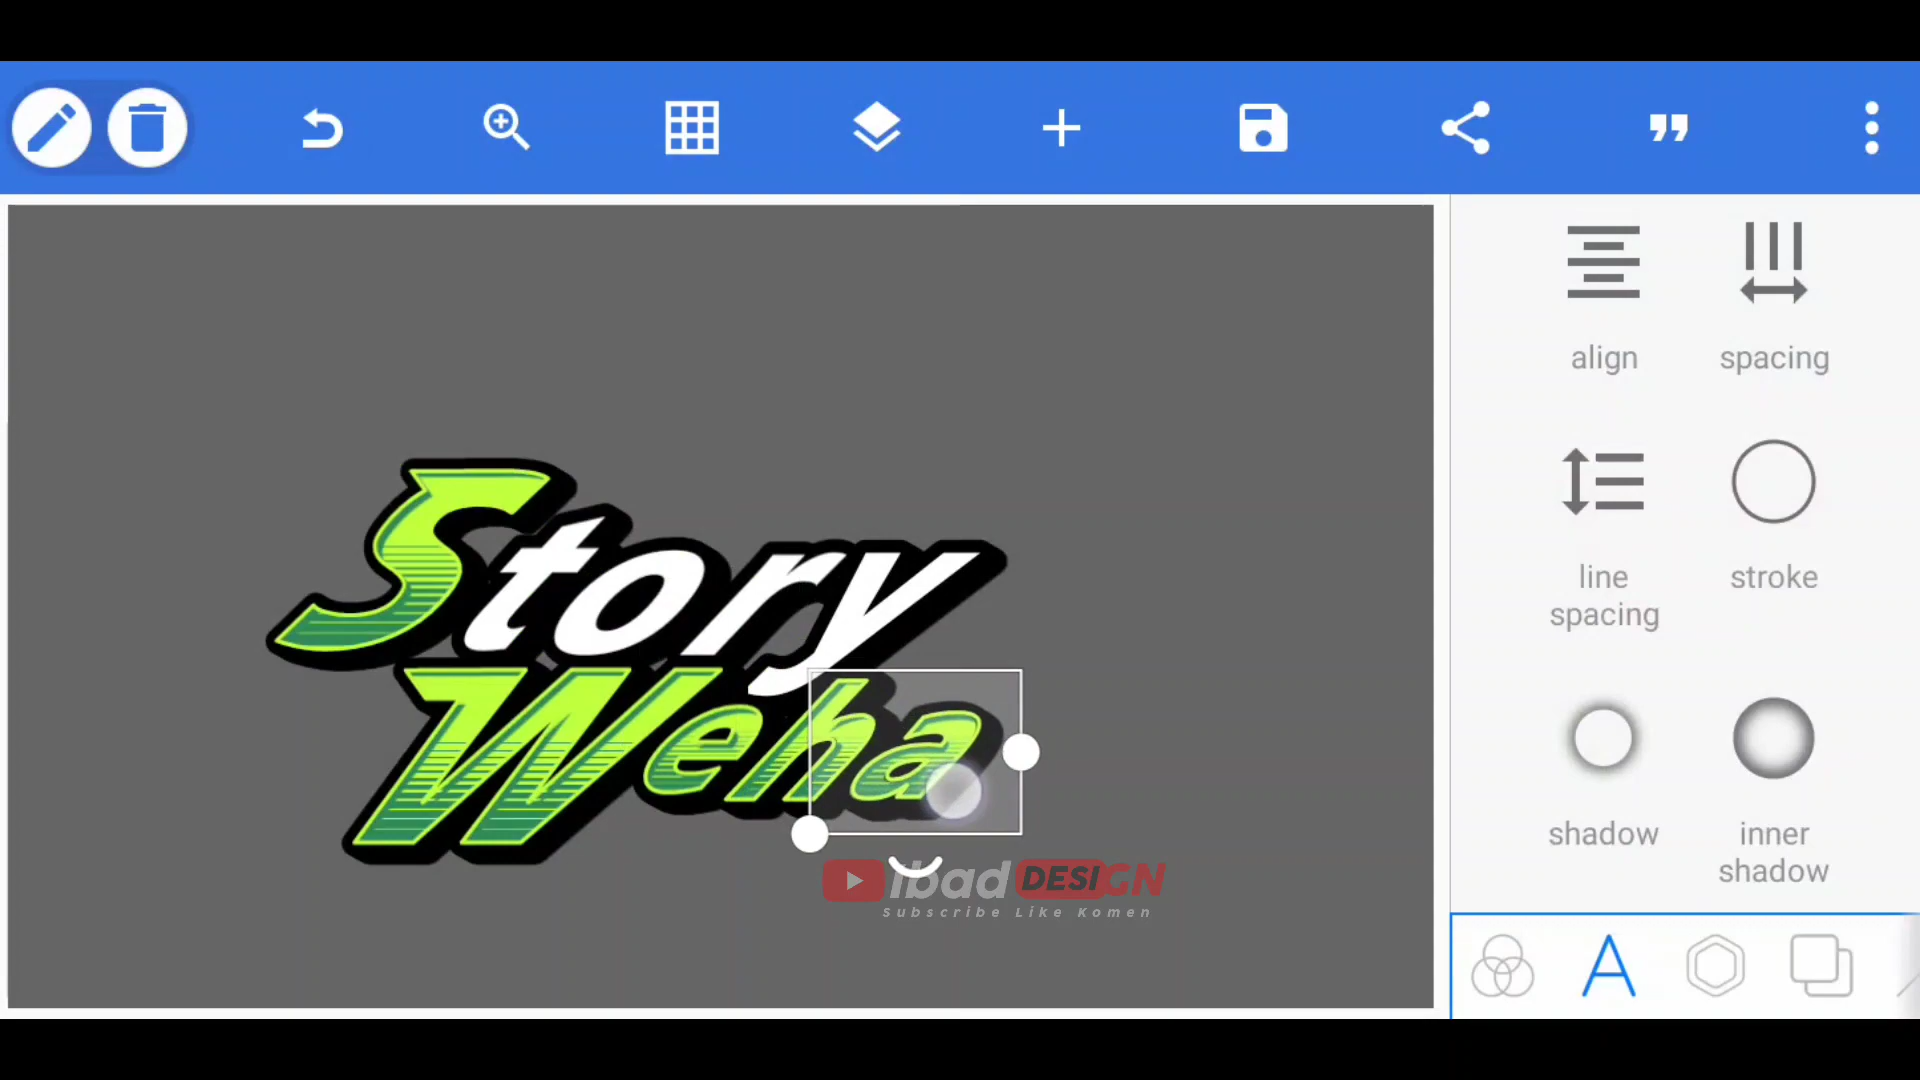 align spacing
line spacing
stroke
shadow
inner shadow
Story
Weha
Ibad DESIGN
Subscribe Like Komen